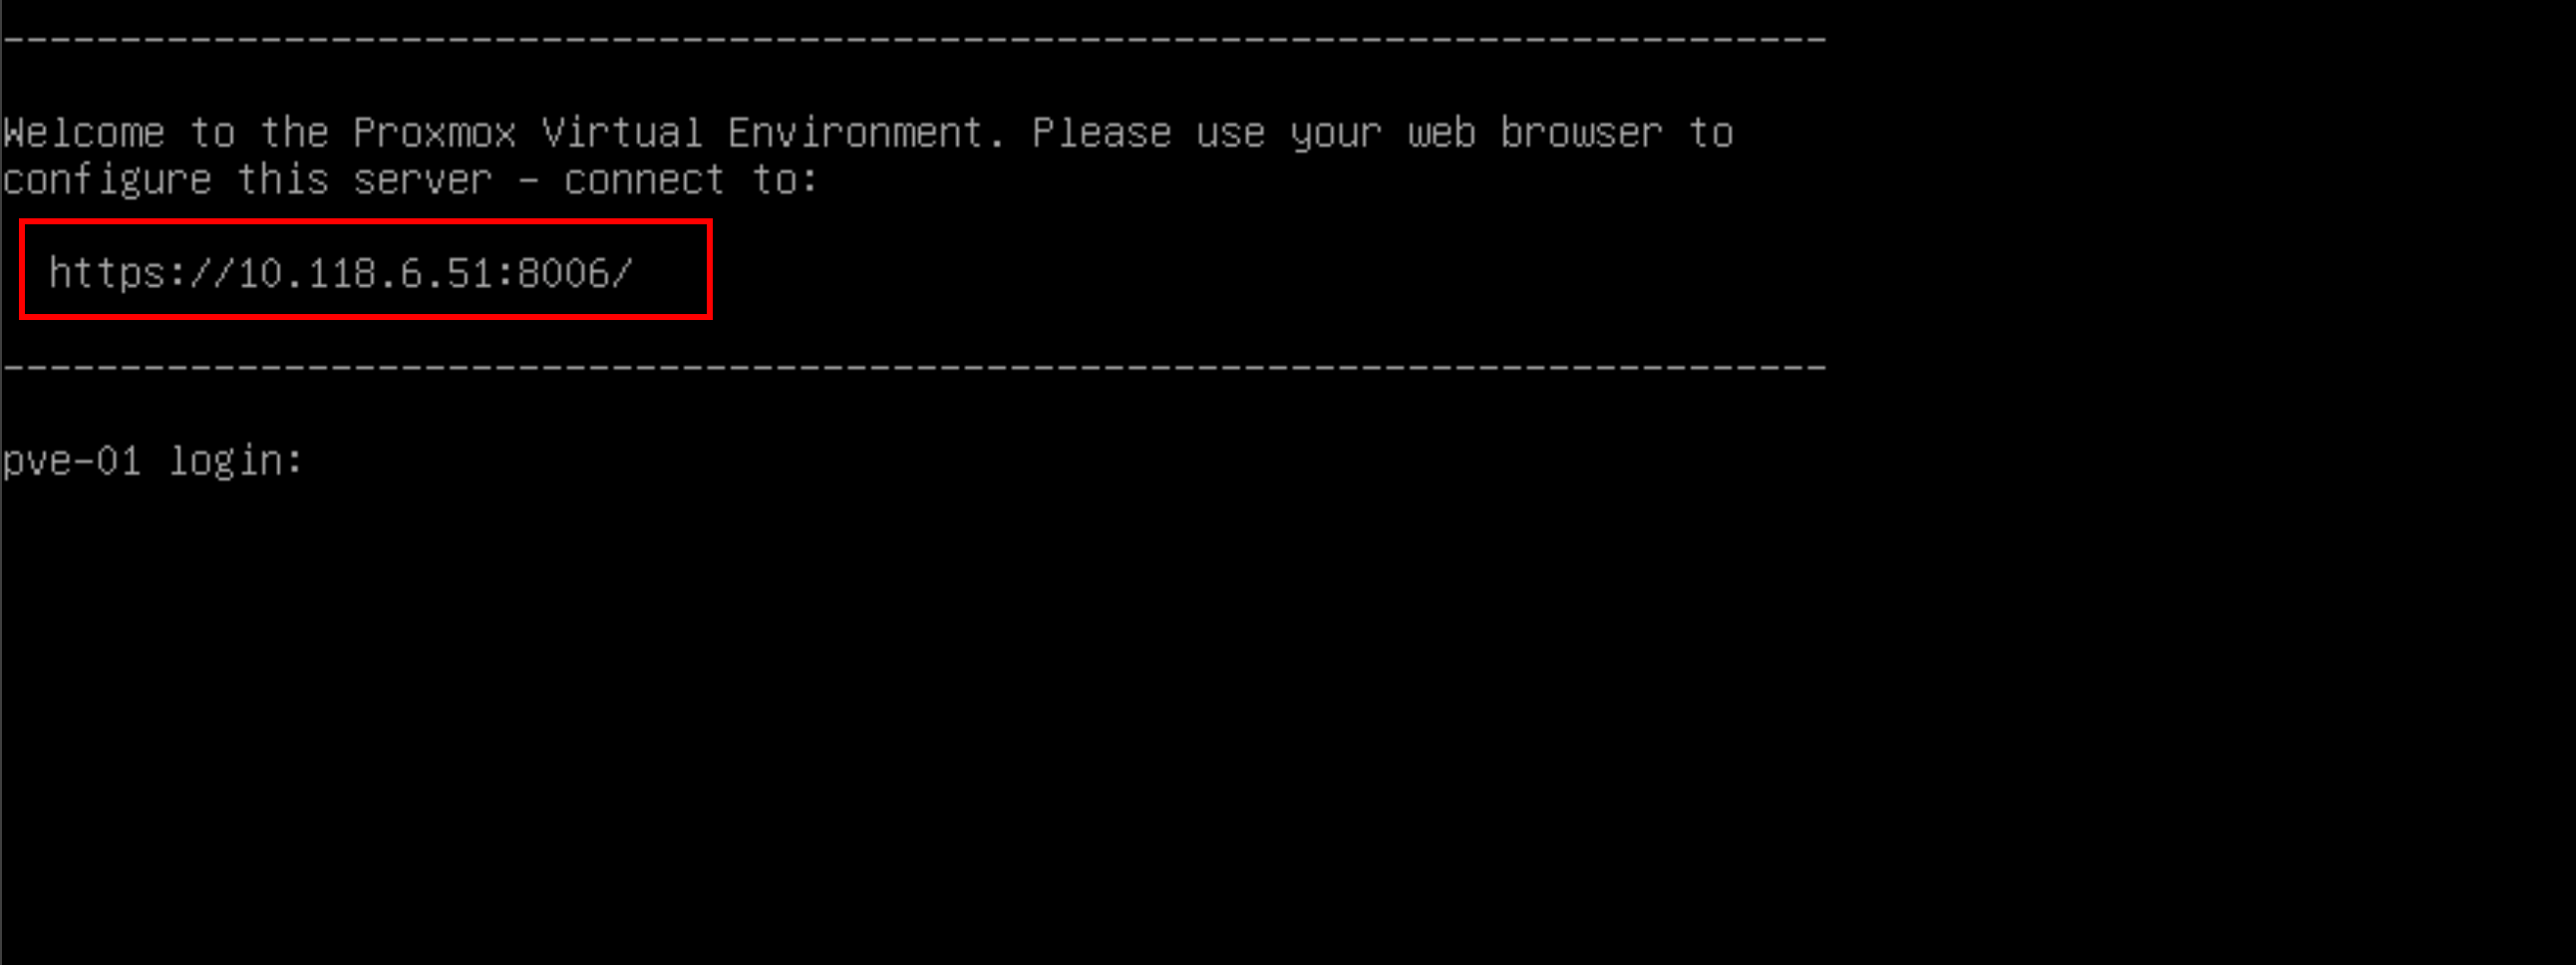 -------------------------------------------------------------------------------
Welcome to the Proxmox Virtual Environment. Please use your web browser to
configure this server - connect to:
https://10.118.6.51:8006/
-------------------------------------------------------------------------------
pve-01 login: